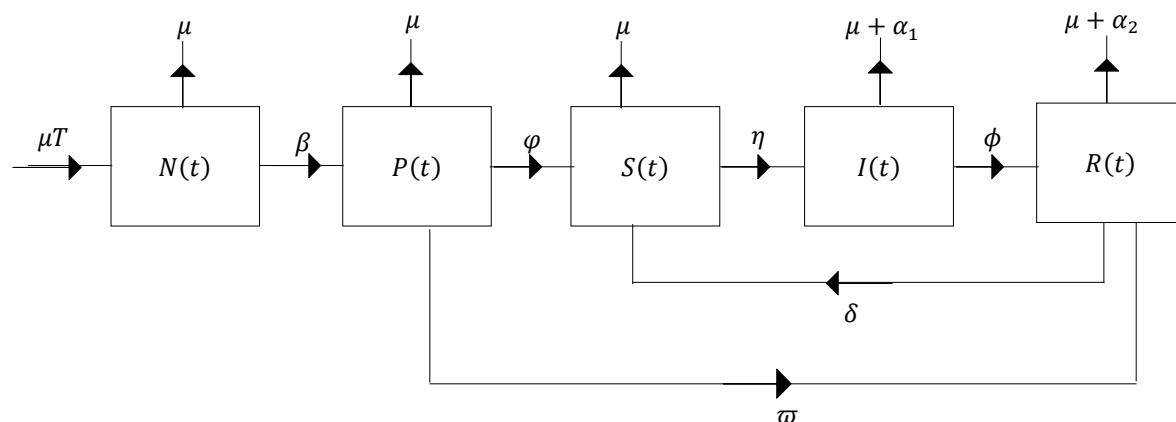 μ μ μ μ + α₁ μ + α₂
μT β φ η ϕ
N(t) P(t) S(t) I(t) R(t)
δ
ϖ